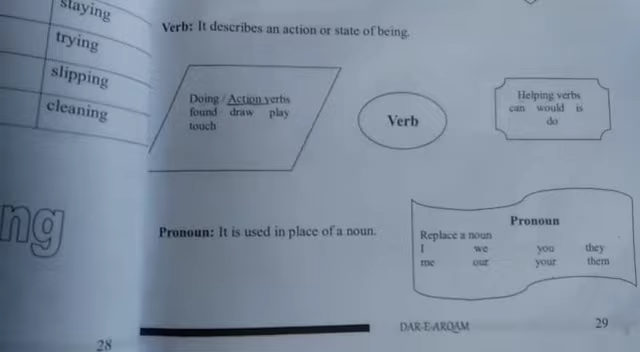 staying
trying
slipping
cleaning
ng
28
Verb: It describes an action or state of being.
Doing / Action verbs
found draw play
touch
Verb
Helping verbs
can would is
do
Pronoun: It is used in place of a noun.
Pronoun
Replace a noun
I we you they
me our your them
DAR-E-ARQAM
29